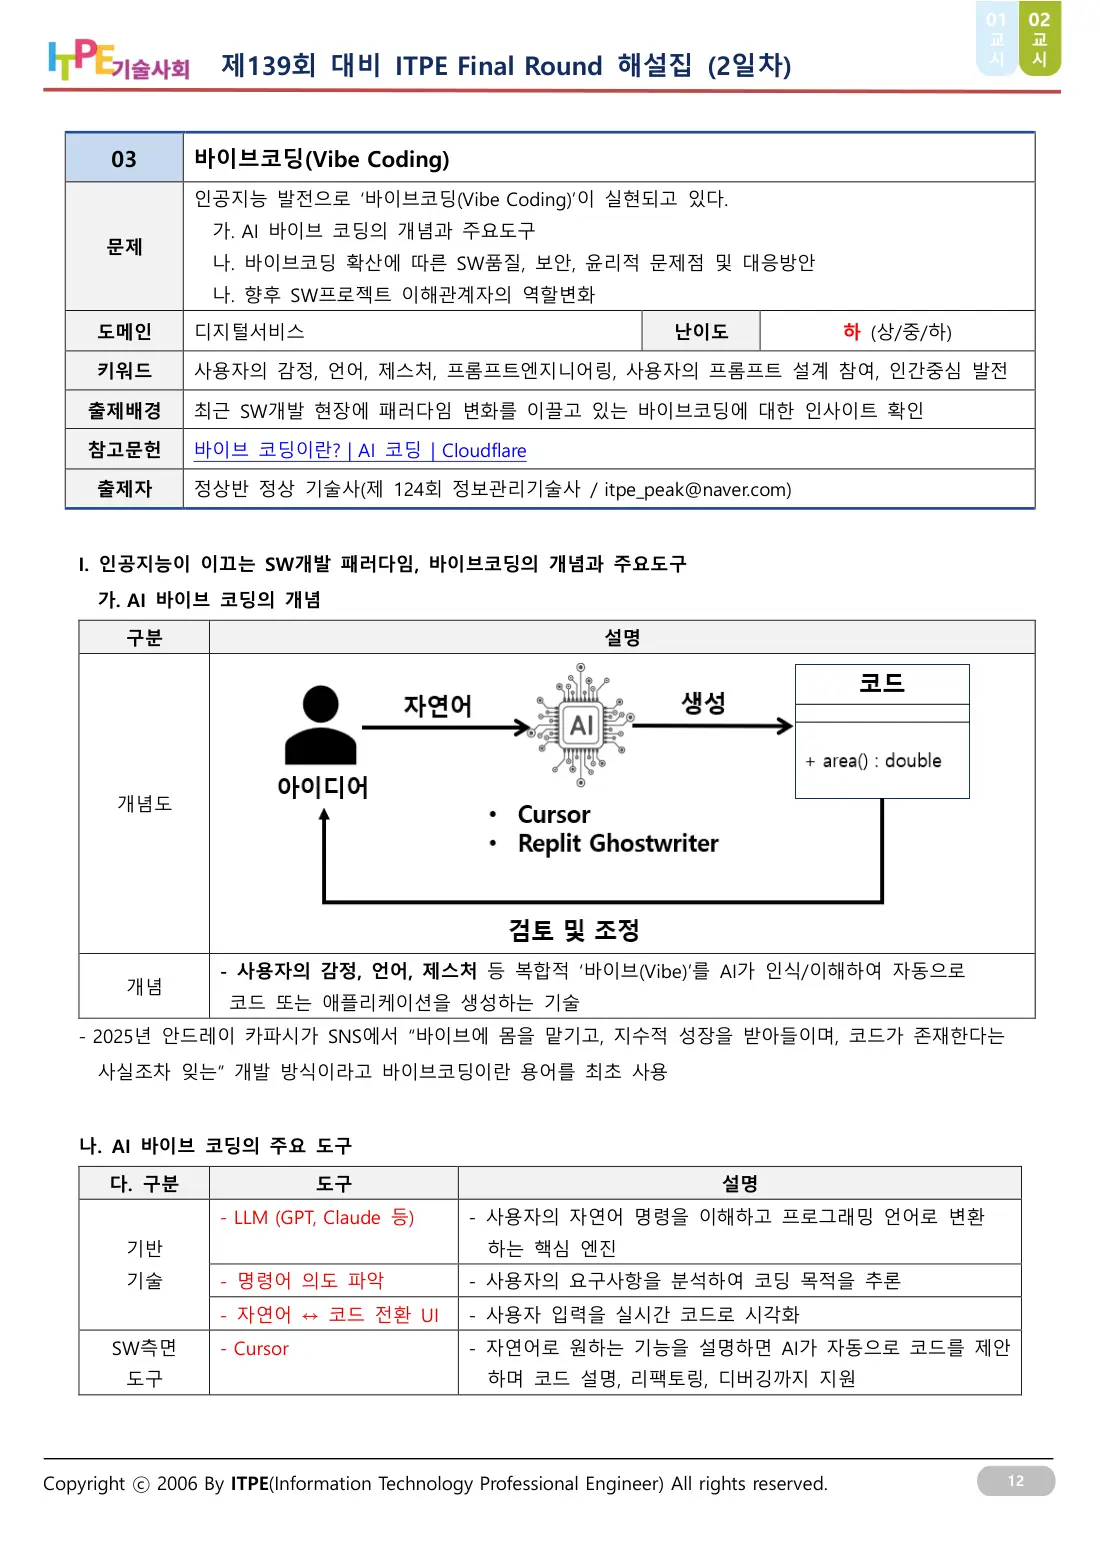 01
교
시
02
교
시
ITPE기술사회 제139회 대비 ITPE Final Round 해설집 (2일차)
03 바이브코딩(Vibe Coding)
문제
인공지능 발전으로 ‘바이브코딩(Vibe Coding)’이 실현되고 있다.
가. AI 바이브 코딩의 개념과 주요도구
나. 바이브코딩 확산에 따른 SW품질, 보안, 윤리적 문제점 및 대응방안
나. 향후 SW프로젝트 이해관계자의 역할변화
도메인 디지털서비스 난이도 하 (상/중/하)
키워드 사용자의 감정, 언어, 제스처, 프롬프트엔지니어링, 사용자의 프롬프트 설계 참여, 인간중심 발전
출제배경 최근 SW개발 현장에 패러다임 변화를 이끌고 있는 바이브코딩에 대한 인사이트 확인
참고문헌 바이브 코딩이란? | AI 코딩 | Cloudflare
출제자 정상반 정상 기술사(제 124회 정보관리기술사 / itpe_peak@naver.com)
I. 인공지능이 이끄는 SW개발 패러다임, 바이브코딩의 개념과 주요도구
가. AI 바이브 코딩의 개념
구분 설명
개념도
자연어
AI
생성
코드
+ area() : double
아이디어
• Cursor
• Replit Ghostwriter
검토 및 조정
개념
- 사용자의 감정, 언어, 제스처 등 복합적 ‘바이브(Vibe)’를 AI가 인식/이해하여 자동으로
코드 또는 애플리케이션을 생성하는 기술
- 2025년 안드레이 카파시가 SNS에서 “바이브에 몸을 맡기고, 지수적 성장을 받아들이며, 코드가 존재한다는
사실조차 잊는” 개발 방식이라고 바이브코딩이란 용어를 최초 사용
나. AI 바이브 코딩의 주요 도구
다. 구분 도구 설명
기반
기술
- LLM (GPT, Claude 등) - 사용자의 자연어 명령을 이해하고 프로그래밍 언어로 변환
하는 핵심 엔진
- 명령어 의도 파악 - 사용자의 요구사항을 분석하여 코딩 목적을 추론
- 자연어 ↔ 코드 전환 UI - 사용자 입력을 실시간 코드로 시각화
SW측면
도구
- Cursor - 자연어로 원하는 기능을 설명하면 AI가 자동으로 코드를 제안
하며 코드 설명, 리팩토링, 디버깅까지 지원
Copyright ⓒ 2006 By ITPE(Information Technology Professional Engineer) All rights reserved. 12